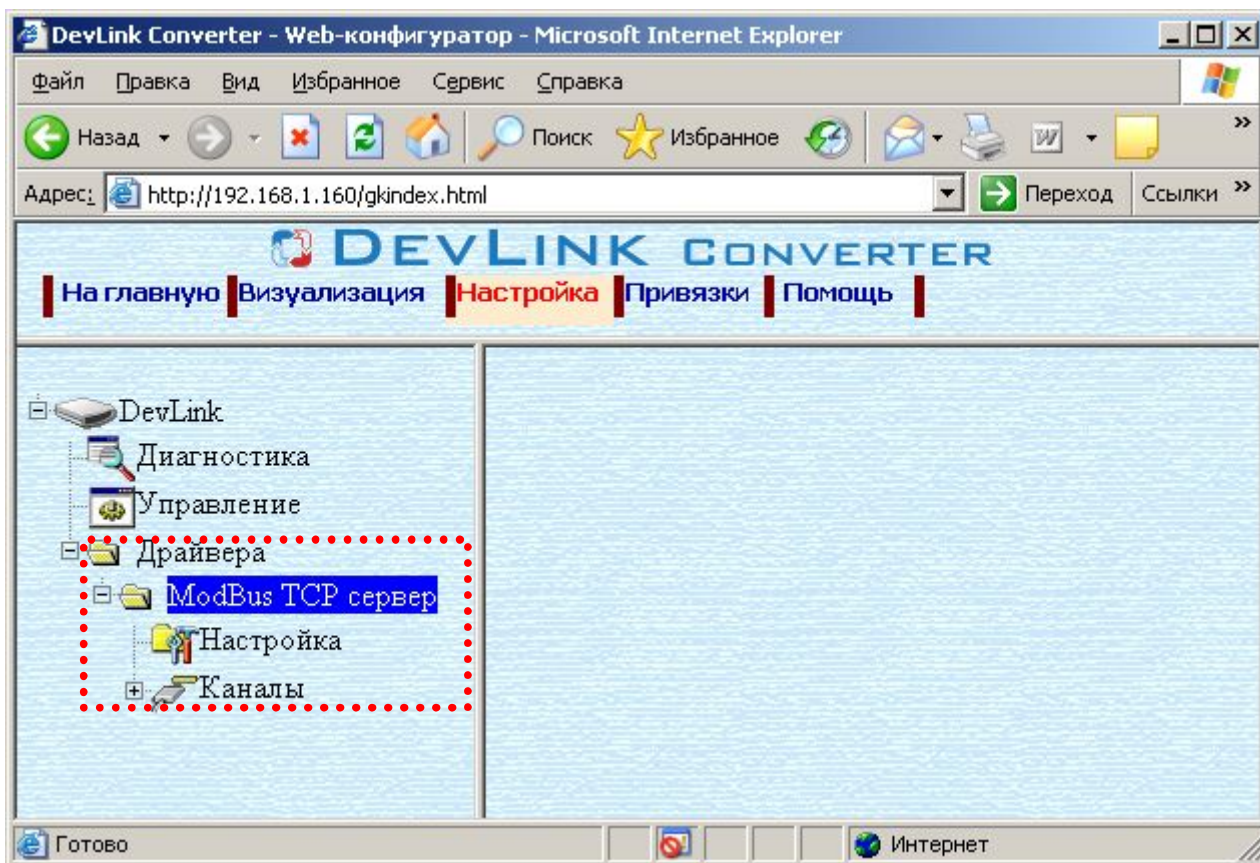 DevLink Converter - Web-конфигуратор - Microsoft Internet Explorer
Файл Правка Вид Избранное Сервис Справка
Назад Поиск Избранное »
Адрес: http://192.168.1.160/gkindex.html Переход Ссылки »
DEVLINK CONVERTER
На главную Визуализация Настройка Привязки Помощь
DevLink
Диагностика
Управление
Драйвера
ModBus TCP сервер
Настройка
Каналы
Готово Интернет